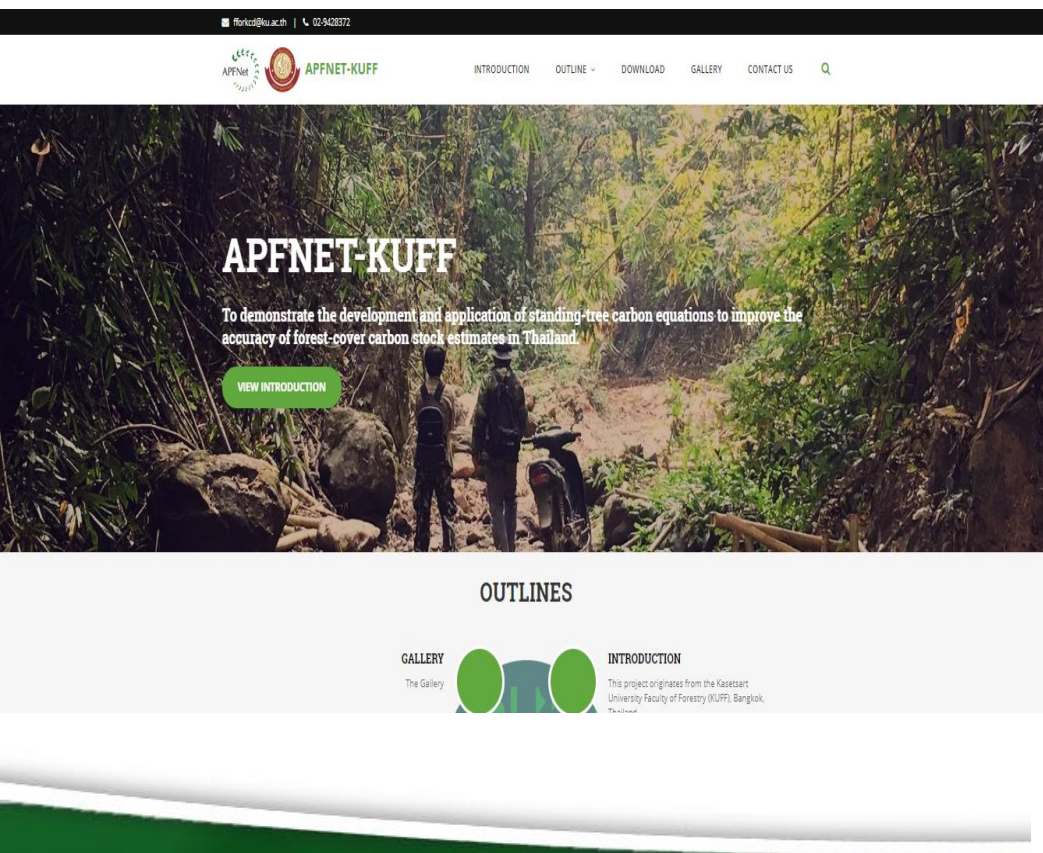 fforkcd@ku.ac.th | 02-9428372
APFNet
APFNET-KUFF
INTRODUCTION OUTLINE DOWNLOAD GALLERY CONTACT US
APFNET-KUFF
To demonstrate the development and application of standing-tree carbon equations to improve the
accuracy of forest-cover carbon stock estimates in Thailand.
VIEW INTRODUCTION
OUTLINES
GALLERY
The Gallery
INTRODUCTION
This project originates from the Kasetsart
University Faculty of Forestry (KUFF), Bangkok,
Thailand